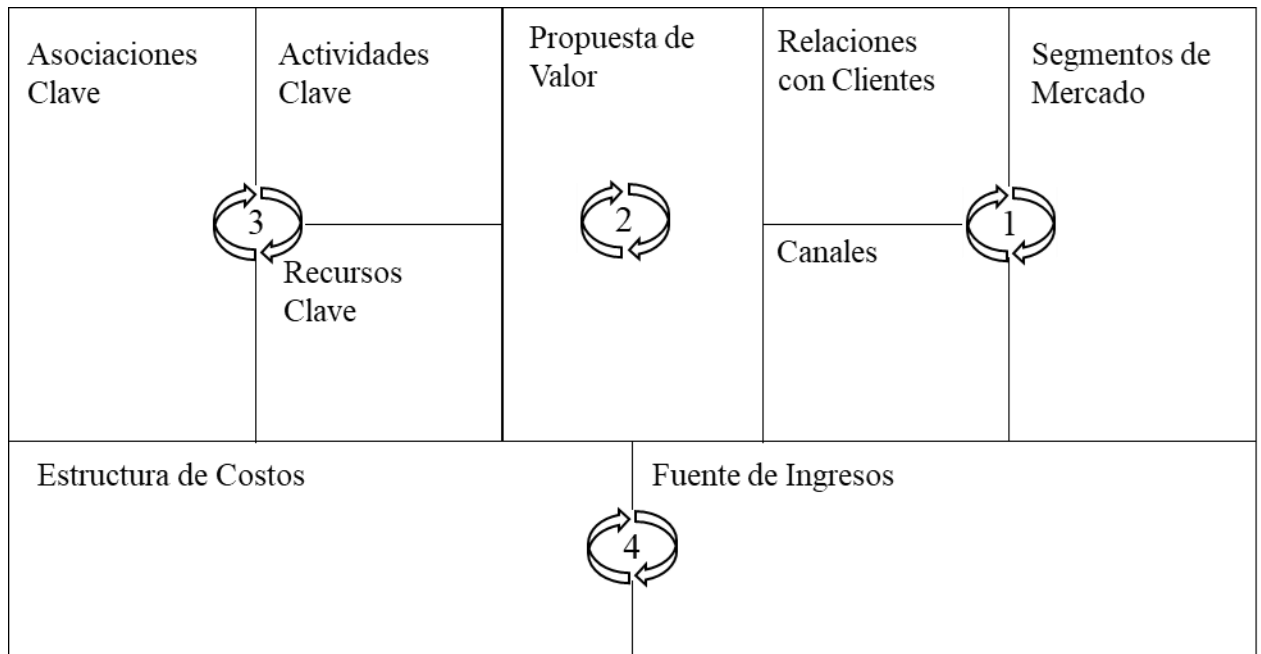 Asociaciones
Clave
Actividades
Clave
Propuesta de
Valor
Relaciones
con Clientes
Segmentos de
Mercado
3
2
1
Recursos
Clave
Canales
Estructura de Costos
Fuente de Ingresos
4